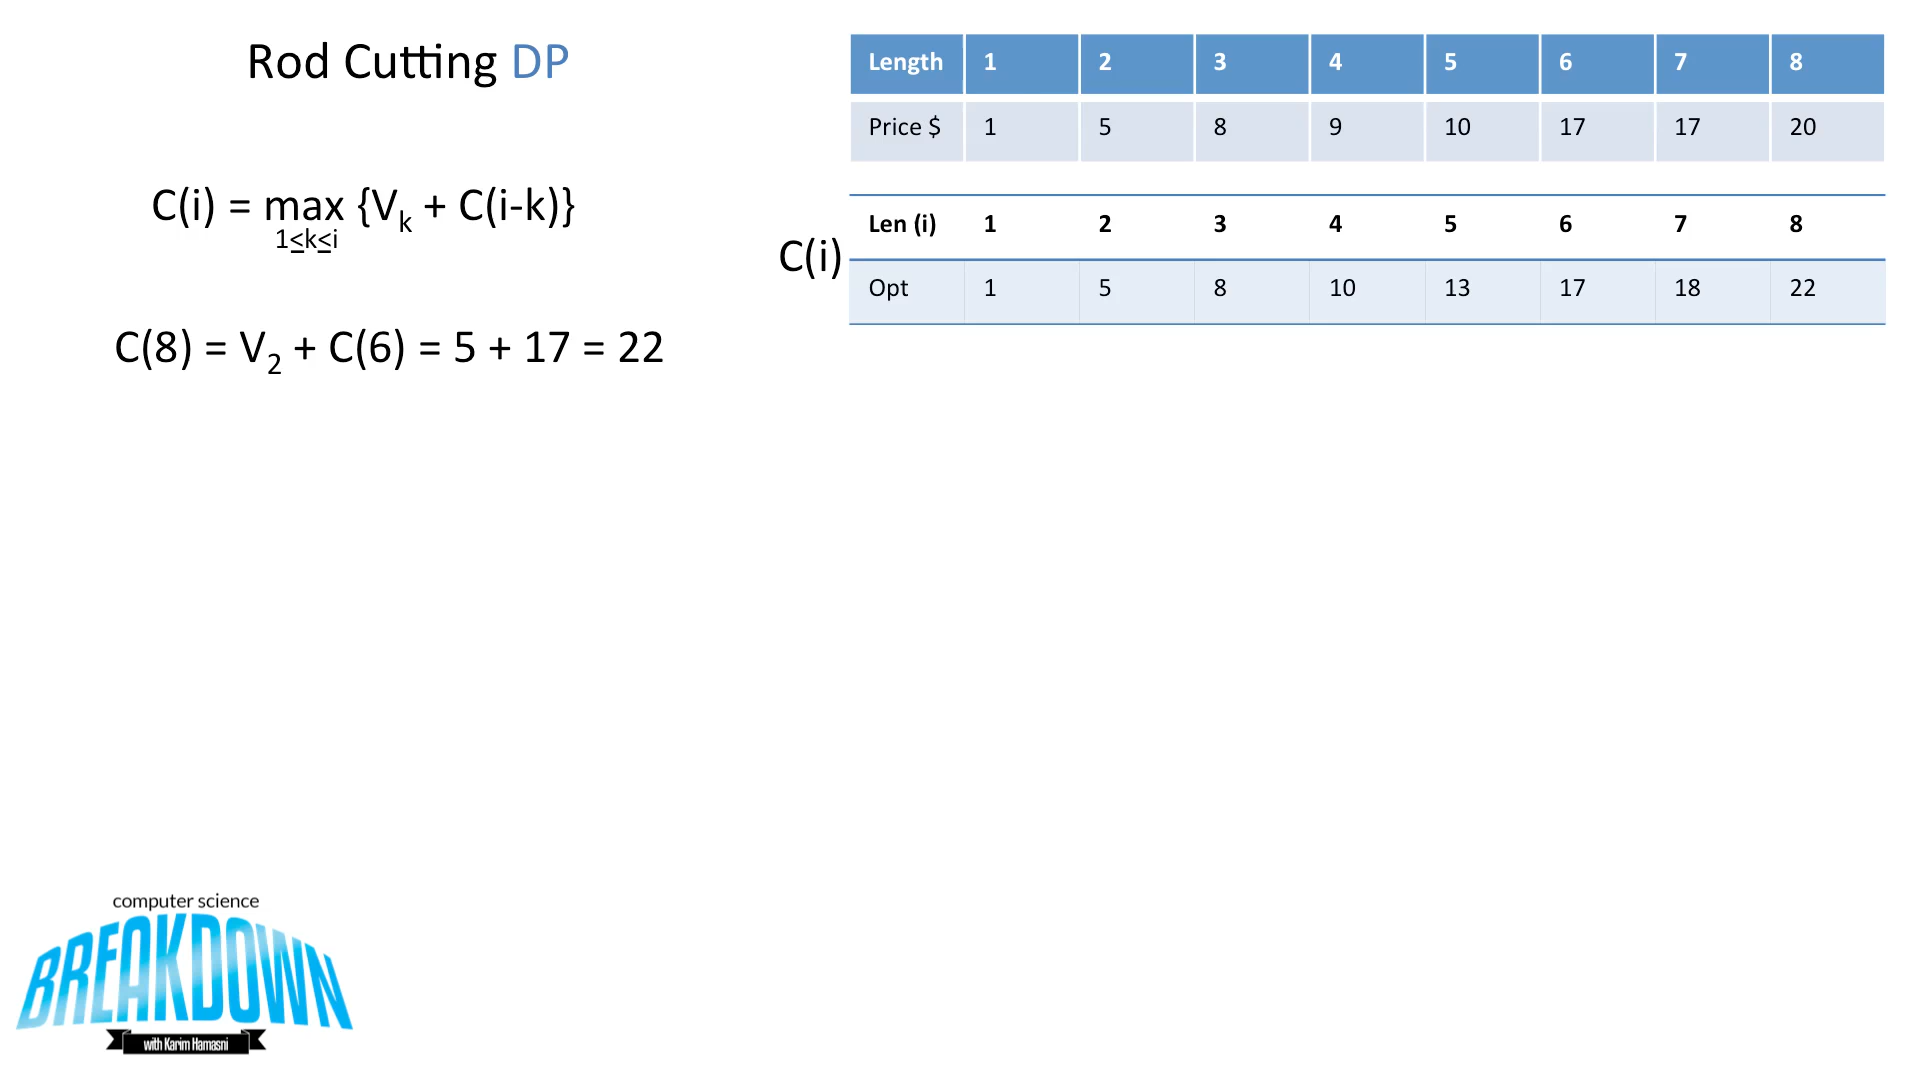 Rod Cutting DP
C(i) = max {Vk + C(i-k)}
1≤k≤i
C(8) = V2 + C(6) = 5 + 17 = 22
Length 1 2 3 4 5 6 7 8
Price $ 1 5 8 9 10 17 17 20
C(i)
Len (i) 1 2 3 4 5 6 7 8
Opt 1 5 8 10 13 17 18 22
computer science
BREAKDOWN
with Karim Hamasni